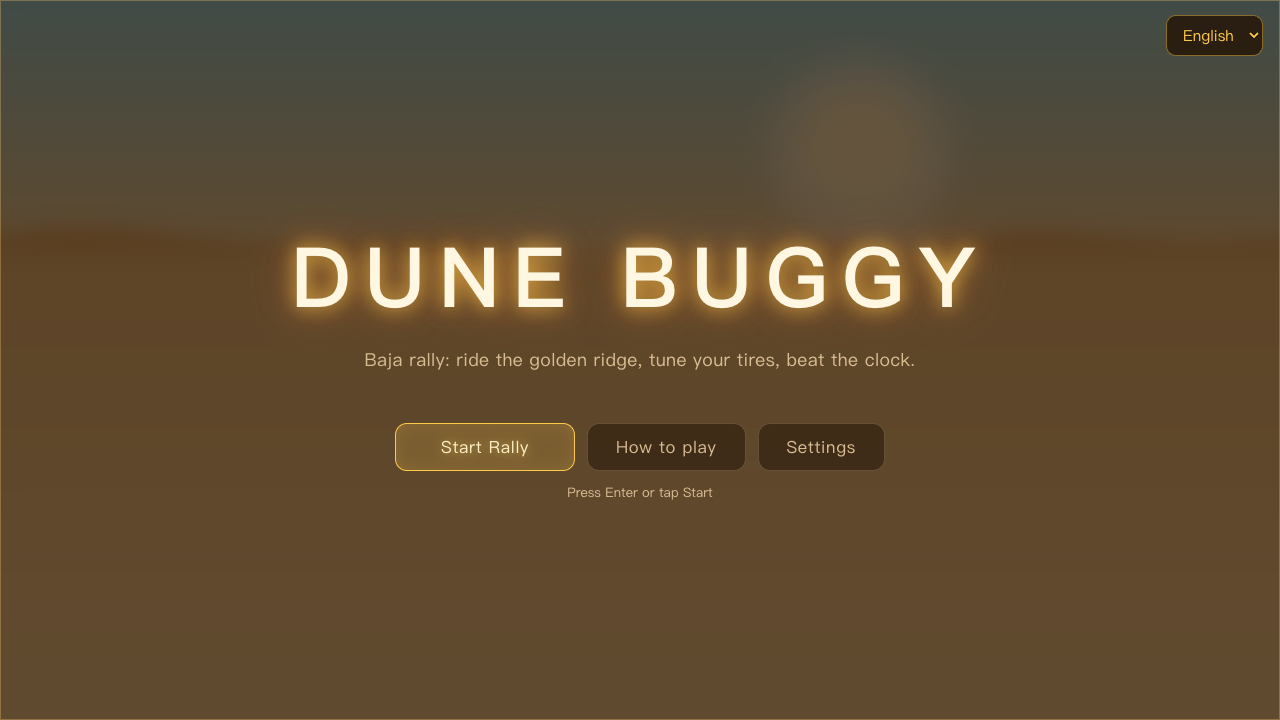 English
DUNE BUGGY
Baja rally: ride the golden ridge, tune your tires, beat the clock.
Start Rally
How to play
Settings
Press Enter or tap Start